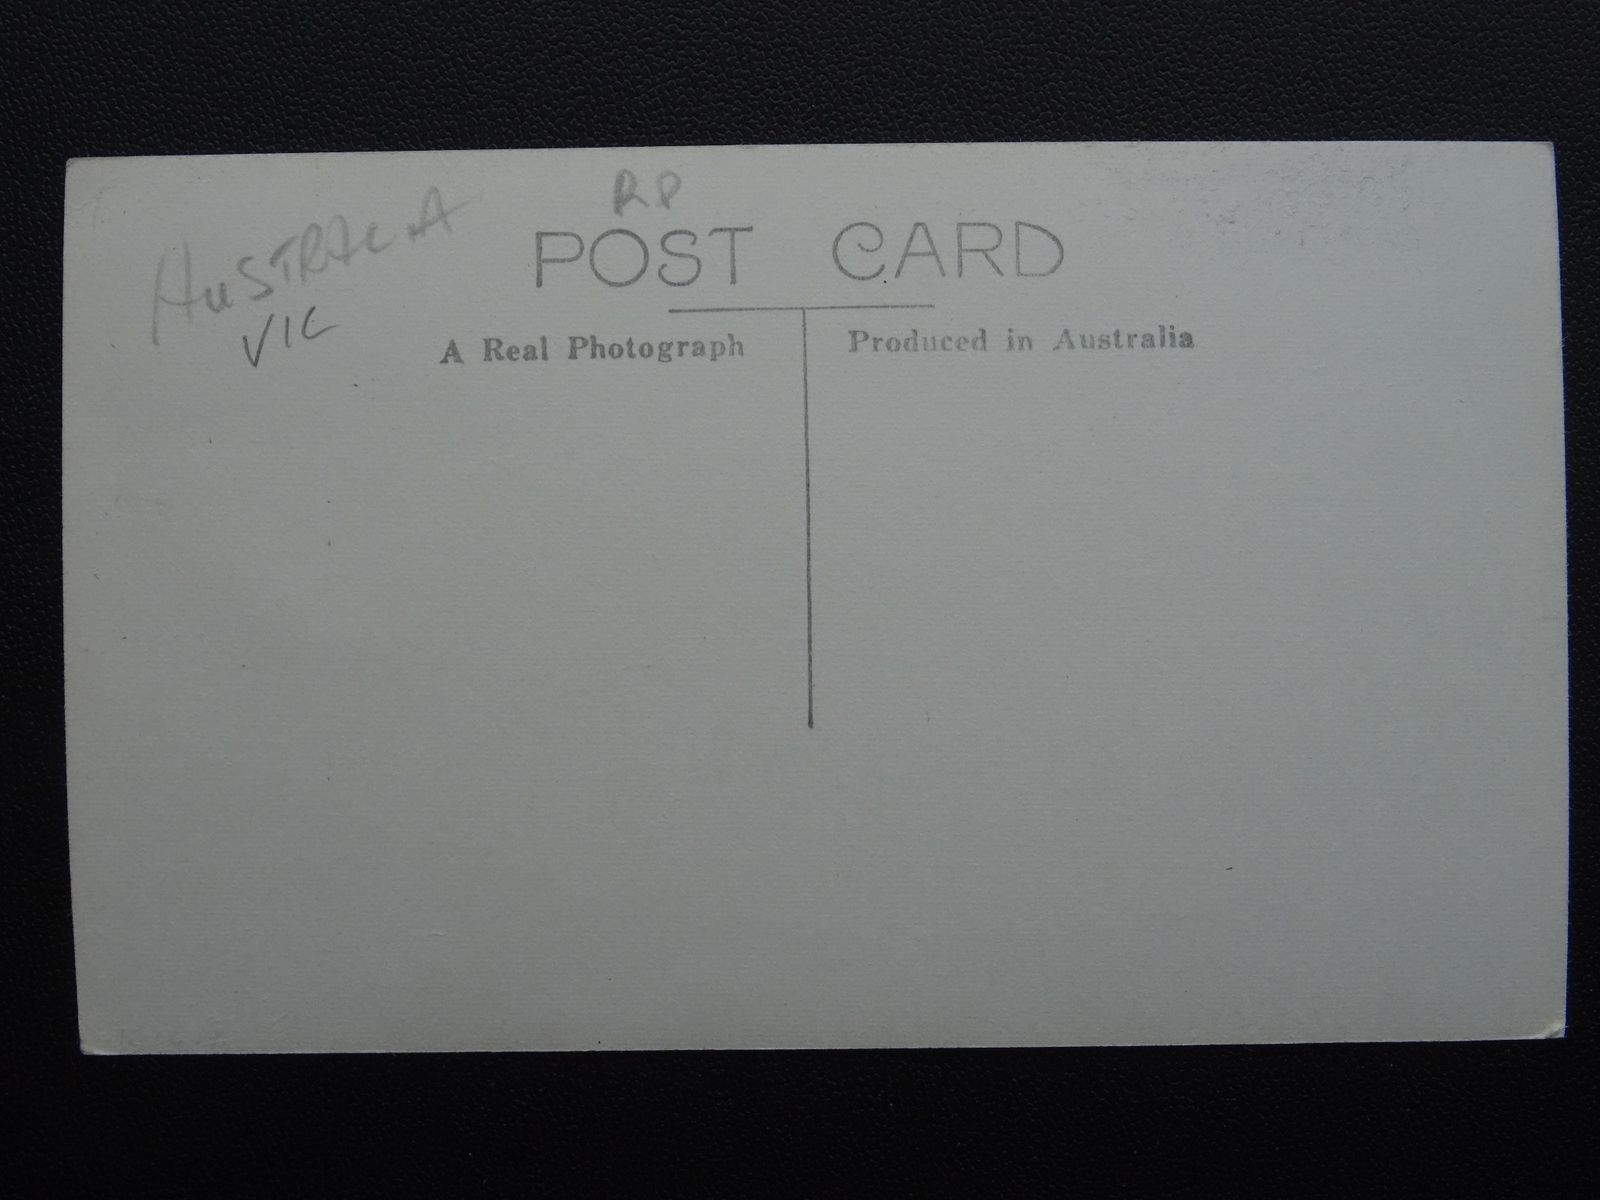 RP
AUSTRALIA
VIC
POST CARD
A Real Photograph
Produced in Australia